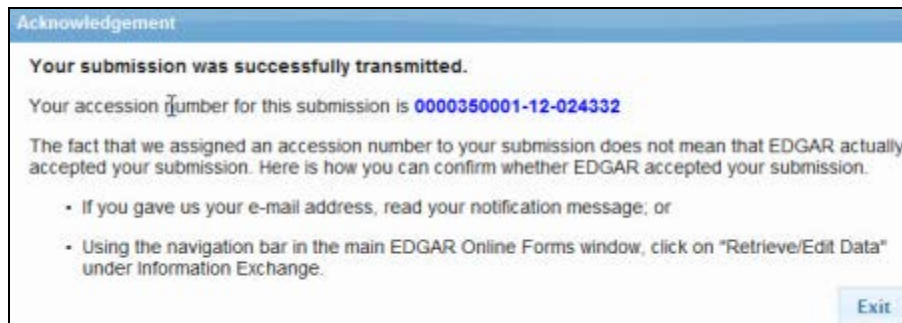 Acknowledgement
Your submission was successfully transmitted.
Your accession number for this submission is 0000350001-12-024332
The fact that we assigned an accession number to your submission does not mean that EDGAR actually
accepted your submission. Here is how you can confirm whether EDGAR accepted your submission.
• If you gave us your e-mail address, read your notification message; or
• Using the navigation bar in the main EDGAR Online Forms window, click on "Retrieve/Edit Data"
under Information Exchange.
Exit